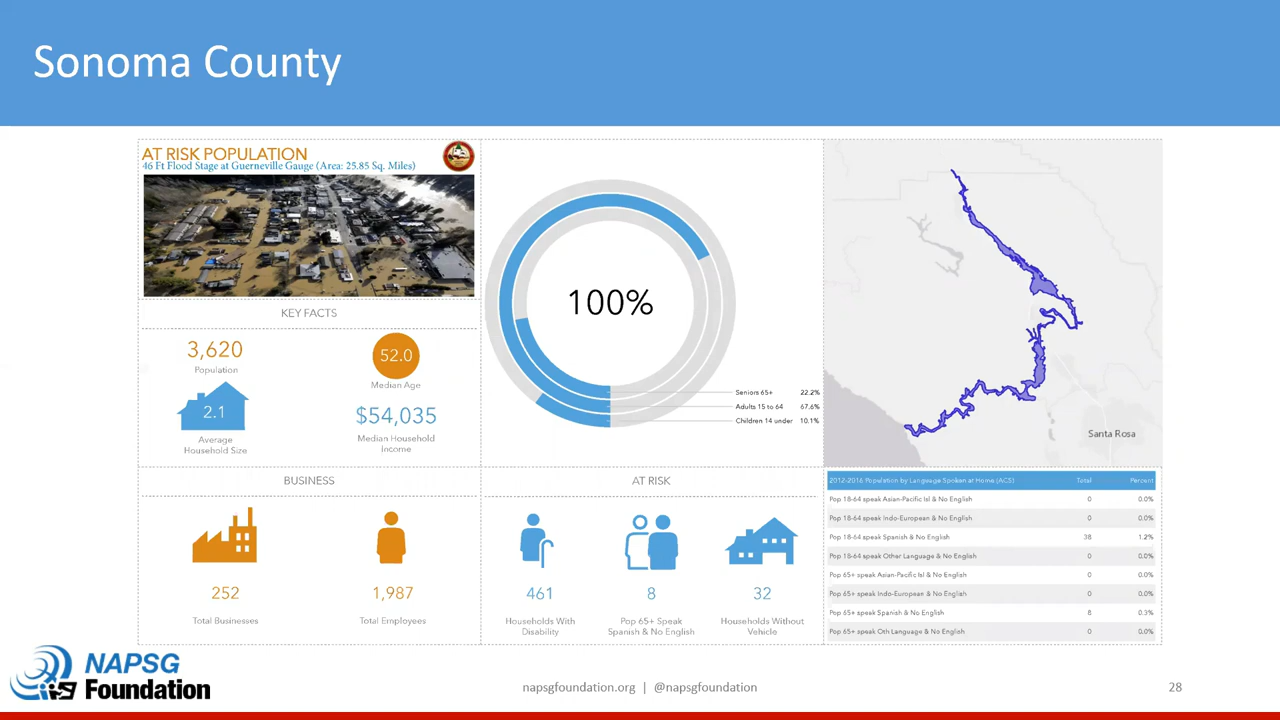 Sonoma County
AT RISK POPULATION
46 Ft Flood Stage at Guerneville Gauge (Area: 25.85 Sq. Miles)
KEY FACTS
3,620
Population
52.0
Median Age
2.1
Average
Household Size
$54,035
Median Household
Income
100%
Seniors 65+ 22.2%
Adults 15 to 64 67.6%
Children 14 under 10.1%
Santa Rosa
BUSINESS
252
Total Businesses
1,987
Total Employees
AT RISK
461
Households With
Disability
8
Pop 65+ Speak
Spanish & No English
32
Households Without
Vehicle
2012-2016 Population by Language Spoken at Home (ACS) Total Percent
Pop 18-64 speak Asian-Pacific Isl & No English 0 0.0%
Pop 18-64 speak Indo-European & No English 0 0.0%
Pop 18-64 speak Spanish & No English 38 1.2%
Pop 18-64 speak Other Language & No English 0 0.0%
Pop 65+ speak Asian-Pacific Isl & No English 0 0.0%
Pop 65+ speak Indo-European & No English 0 0.0%
Pop 65+ speak Spanish & No English 8 0.3%
Pop 65+ speak Oth Language & No English 0 0.0%
NAPSG
Foundation
napsgfoundation.org | @napsgfoundation
28